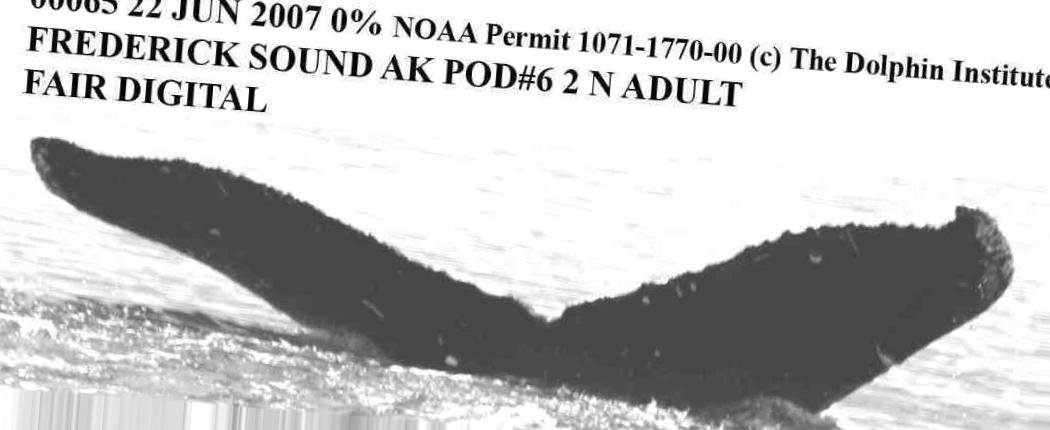 00065 22 JUN 2007 0% NOAA Permit 1071-1770-00 (c) The Dolphin Institute
FREDERICK SOUND AK POD#6 2 N ADULT
FAIR DIGITAL